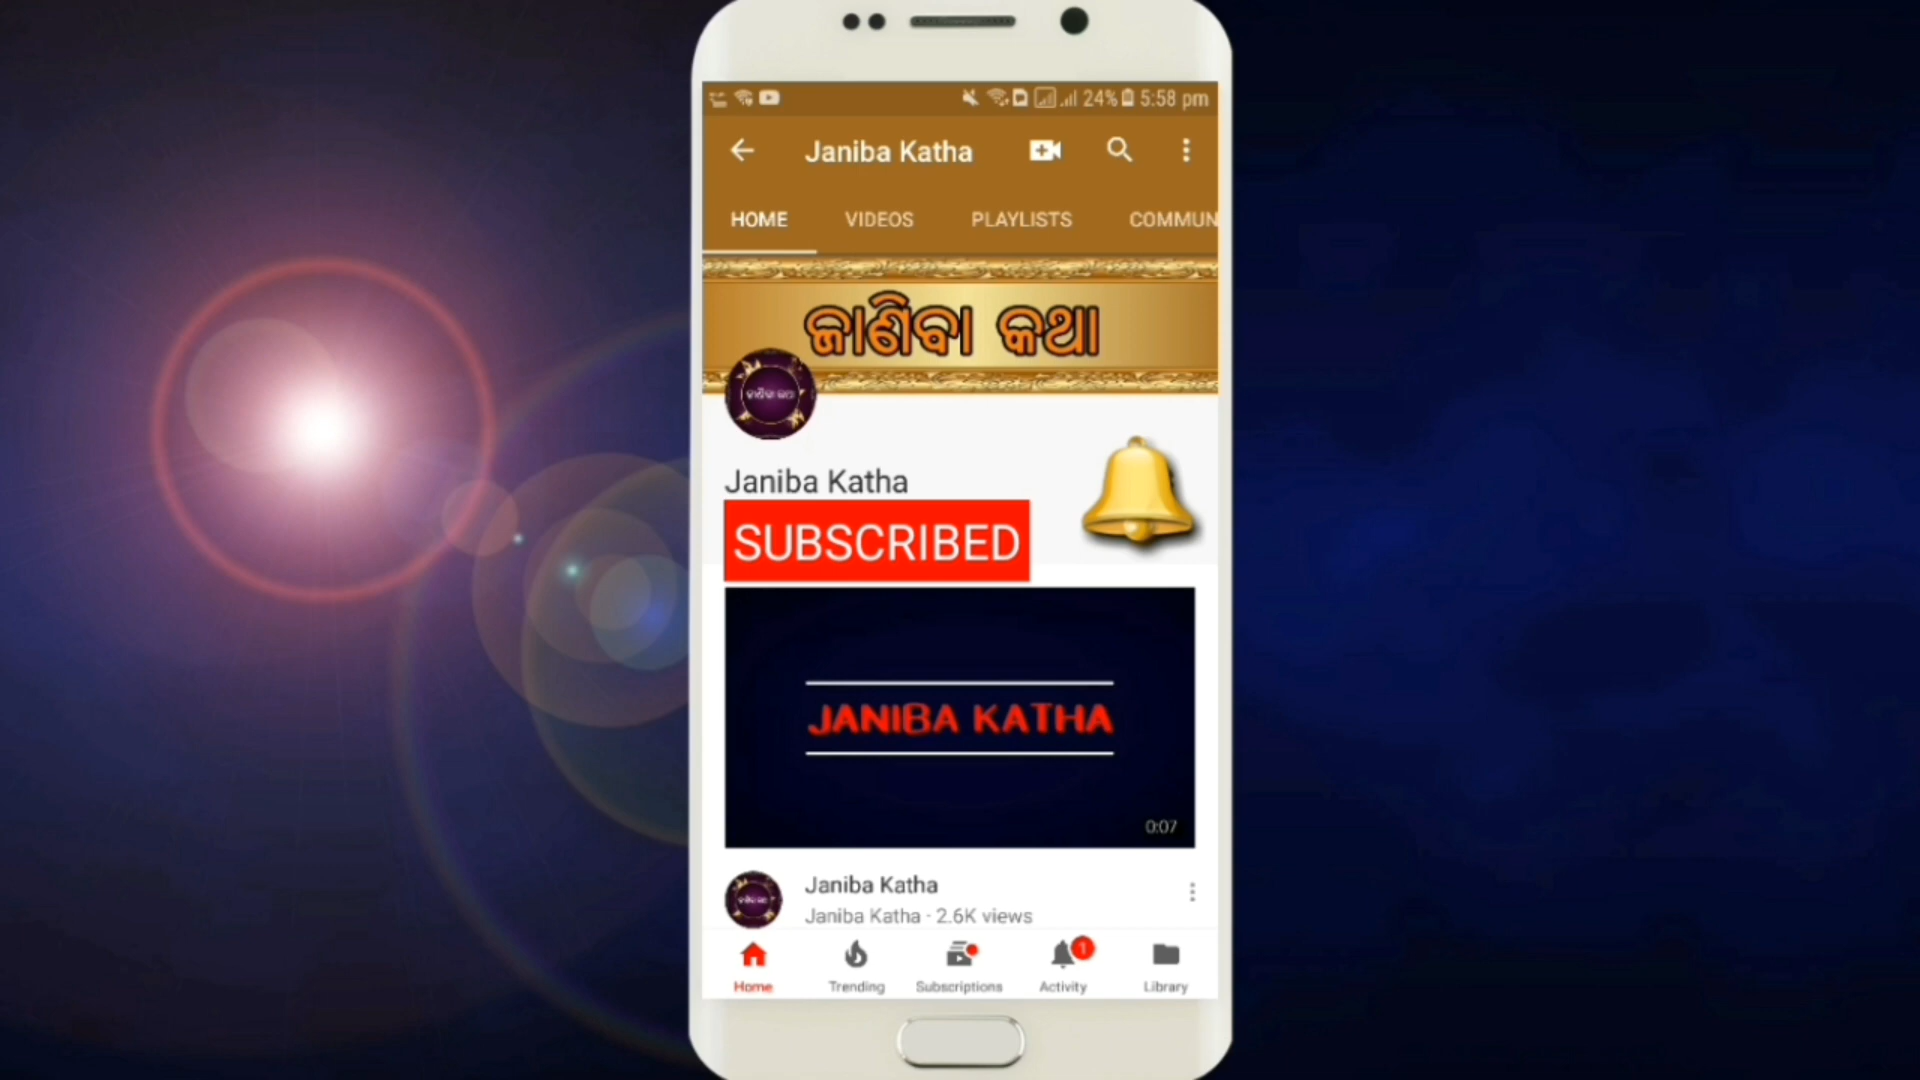 24% 5:58 pm
Janiba Katha
HOME VIDEOS PLAYLISTS COMMUN
ଜାଣିବା କଥା
ଜାଣିବା କଥା
Janiba Katha
SUBSCRIBED
JANIBA KATHA
0:07
Janiba Katha
Janiba Katha · 2.6K views
1
Home Trending Subscriptions Activity Library